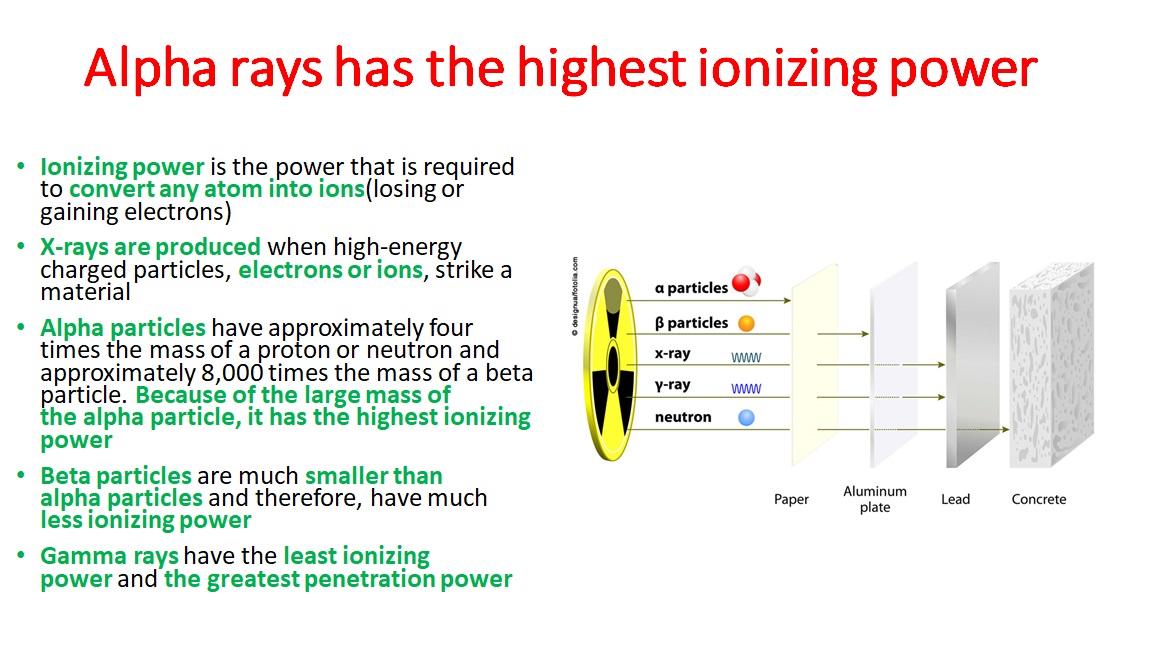 Alpha rays has the highest ionizing power
• Ionizing power is the power that is required
to convert any atom into ions(losing or
gaining electrons)
• X-rays are produced when high-energy
charged particles, electrons or ions, strike a
material
• Alpha particles have approximately four
times the mass of a proton or neutron and
approximately 8,000 times the mass of a beta
particle. Because of the large mass of
the alpha particle, it has the highest ionizing
power
• Beta particles are much smaller than
alpha particles and therefore, have much
less ionizing power
• Gamma rays have the least ionizing
power and the greatest penetration power
© designua/fotolia.com
α particles
β particles
x-ray
γ-ray
neutron
Paper
Aluminum
plate
Lead
Concrete